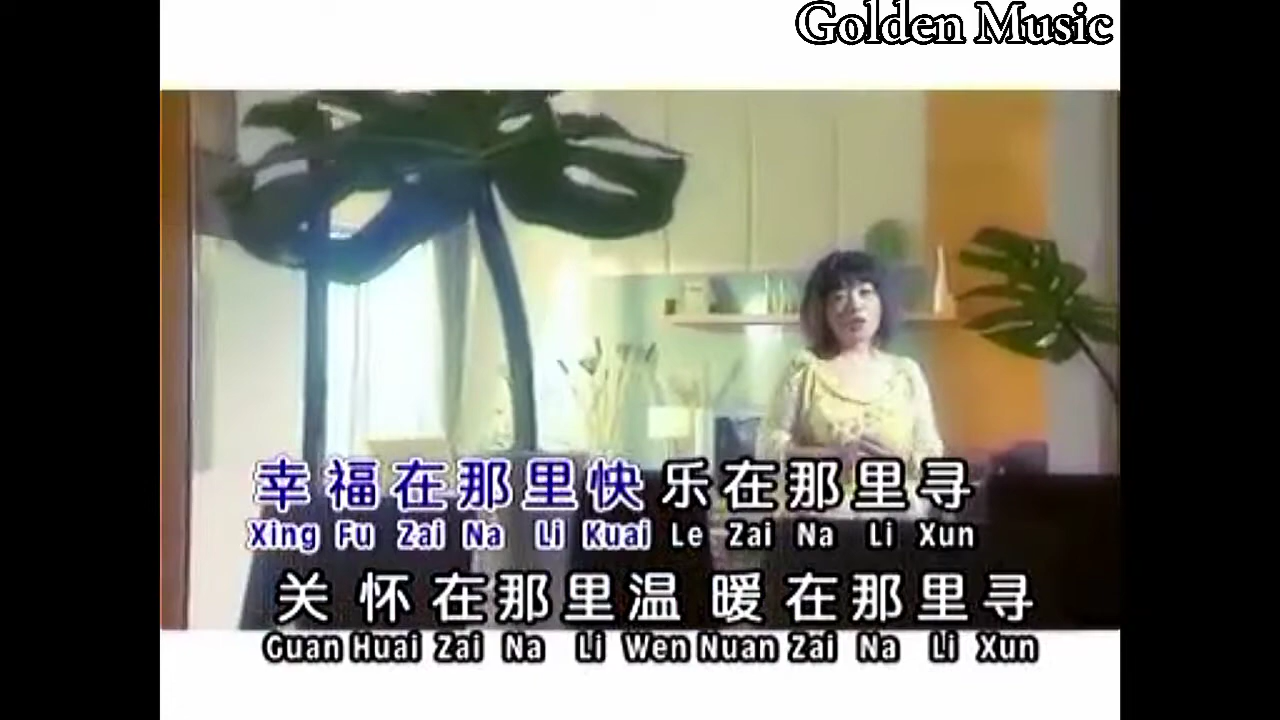 Golden Music
幸福在那里快乐在那里寻
Xing Fu Zai Na Li Kuai Le Zai Na Li Xun
关怀在那里温暖在那里寻
Guan Huai Zai Na Li Wen Nuan Zai Na Li Xun